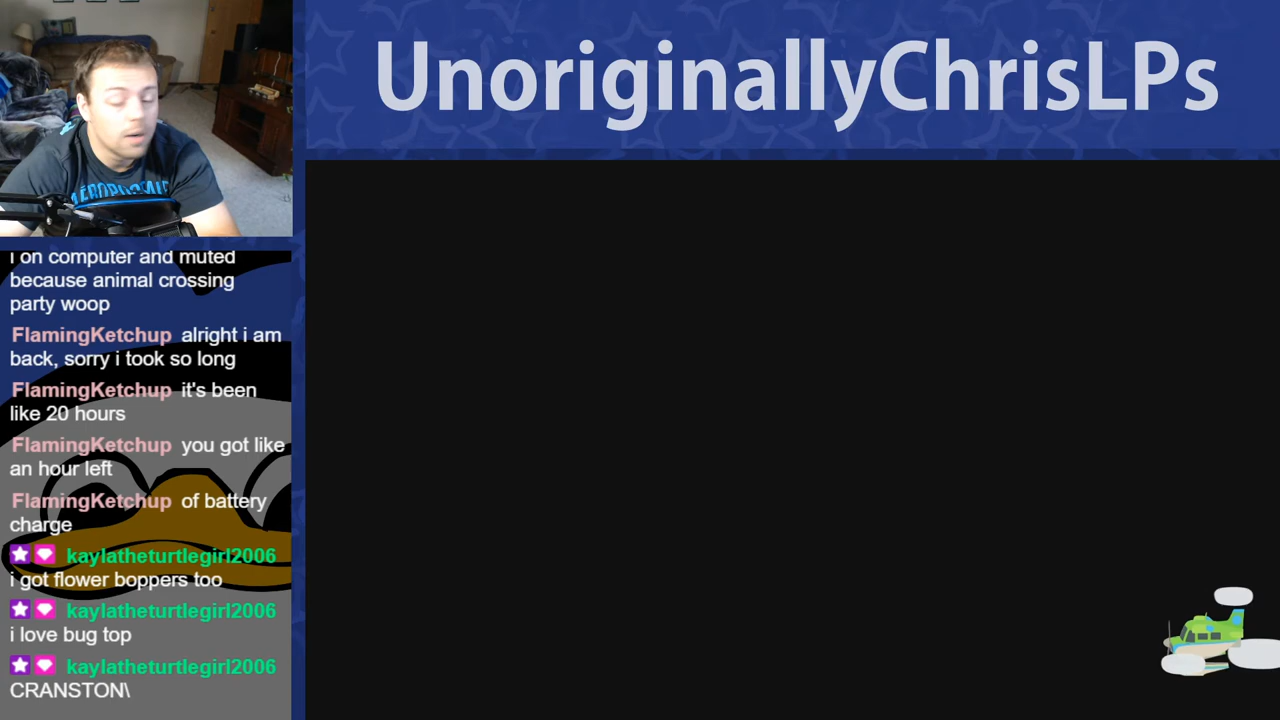 UnoriginallyChrisLPs
AÉROPOSTALE
i on computer and muted
because animal crossing
party woop
FlamingKetchup alright i am
back, sorry i took so long
FlamingKetchup it's been
like 20 hours
FlamingKetchup you got like
an hour left
FlamingKetchup of battery
charge
kaylatheturtlegirl2006
i got flower boppers too
kaylatheturtlegirl2006
i love bug top
kaylatheturtlegirl2006
CRANSTON\